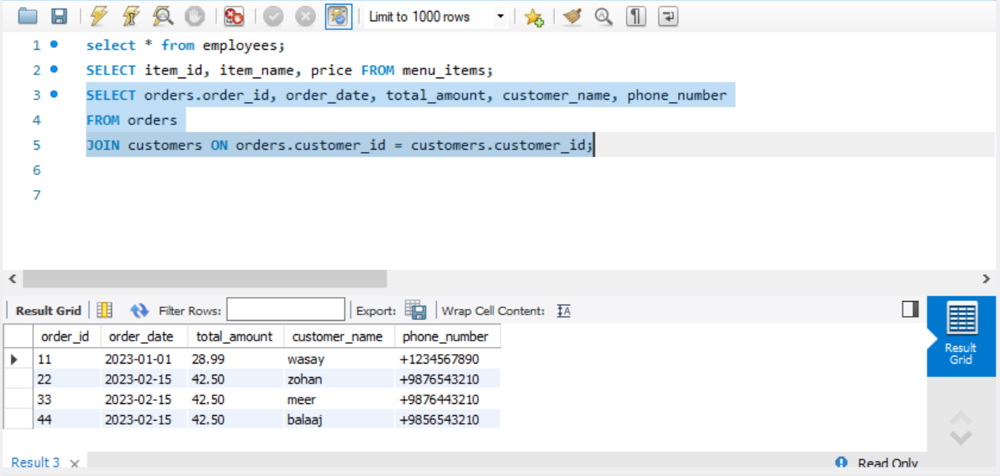 Limit to 1000 rows
1 select * from employees;
2 SELECT item_id, item_name, price FROM menu_items;
3 SELECT orders.order_id, order_date, total_amount, customer_name, phone_number
4 FROM orders
5 JOIN customers ON orders.customer_id = customers.customer_id;
6
7
Result Grid Filter Rows: Export: Wrap Cell Content:
order_id order_date total_amount customer_name phone_number
11 2023-01-01 28.99 wasay +1234567890
22 2023-02-15 42.50 zohan +9876543210
33 2023-02-15 42.50 meer +9876443210
44 2023-02-15 42.50 balaaj +9856543210
Result
Grid
Result 3 Read Only